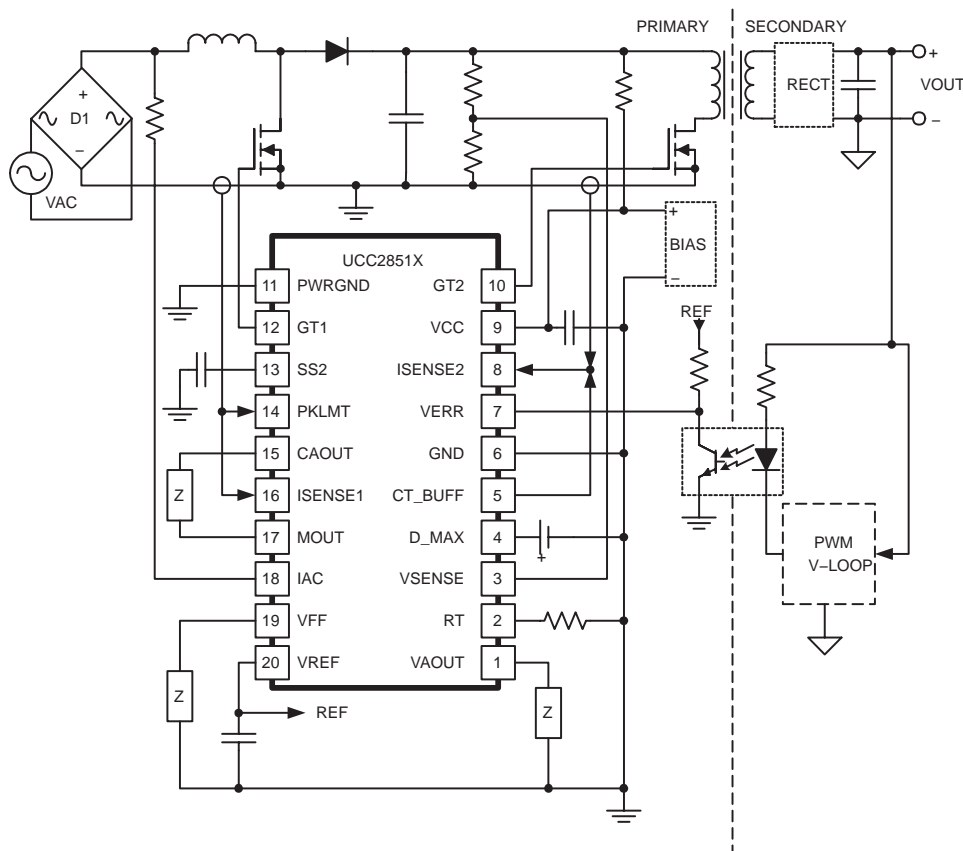 PRIMARY SECONDARY
+
D1
−
VAC
RECT
+
VOUT
−
+
BIAS
−
UCC2851X
11 PWRGND GT2 10
12 GT1 VCC 9
13 SS2 ISENSE2 8
14 PKLMT VERR 7
15 CAOUT GND 6
16 ISENSE1 CT_BUFF 5
17 MOUT D_MAX 4
18 IAC VSENSE 3
19 VFF RT 2
20 VREF VAOUT 1
REF
Z
+
PWM
V−LOOP
Z
REF
Z